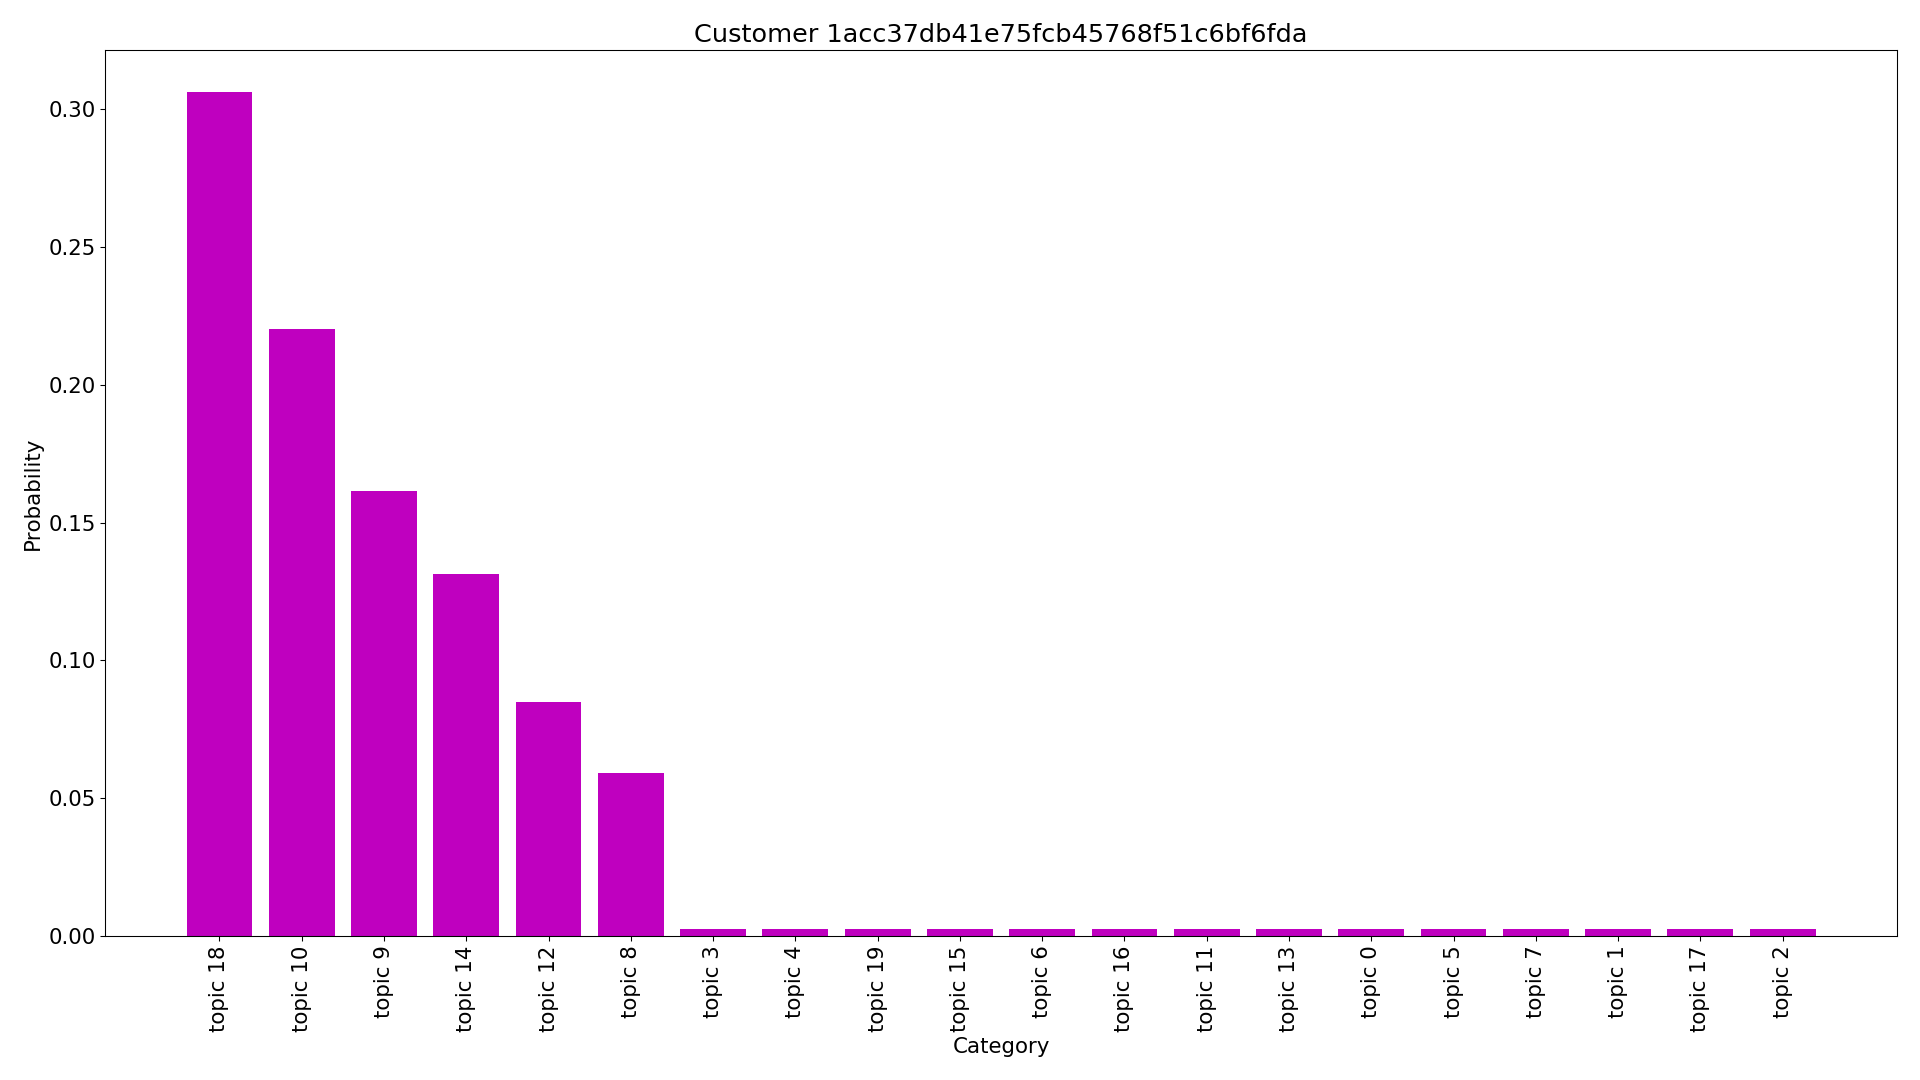 Customer 1acc37db41e75fcb45768f51c6bf6fda
0.30
0.25
0.20
0.15
0.10
0.05
0.00
Probability
topic 18
topic 10
topic 9
topic 14
topic 12
topic 8
topic 3
topic 4
topic 19
topic 15
topic 6
topic 16
topic 11
topic 13
topic 0
topic 5
topic 7
topic 1
topic 17
topic 2
Category